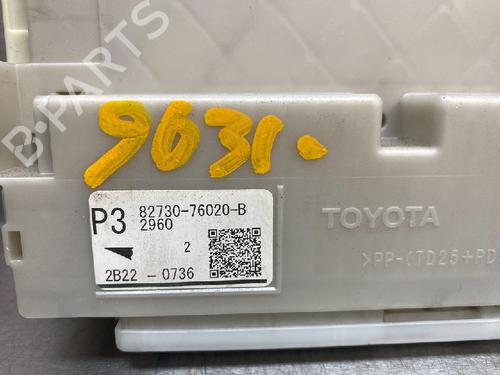 B-PARTS
9631.
P3 82730-76020-B
2960
2
2B22 - 0736
TOYOTA
>PP-(TD25+PD